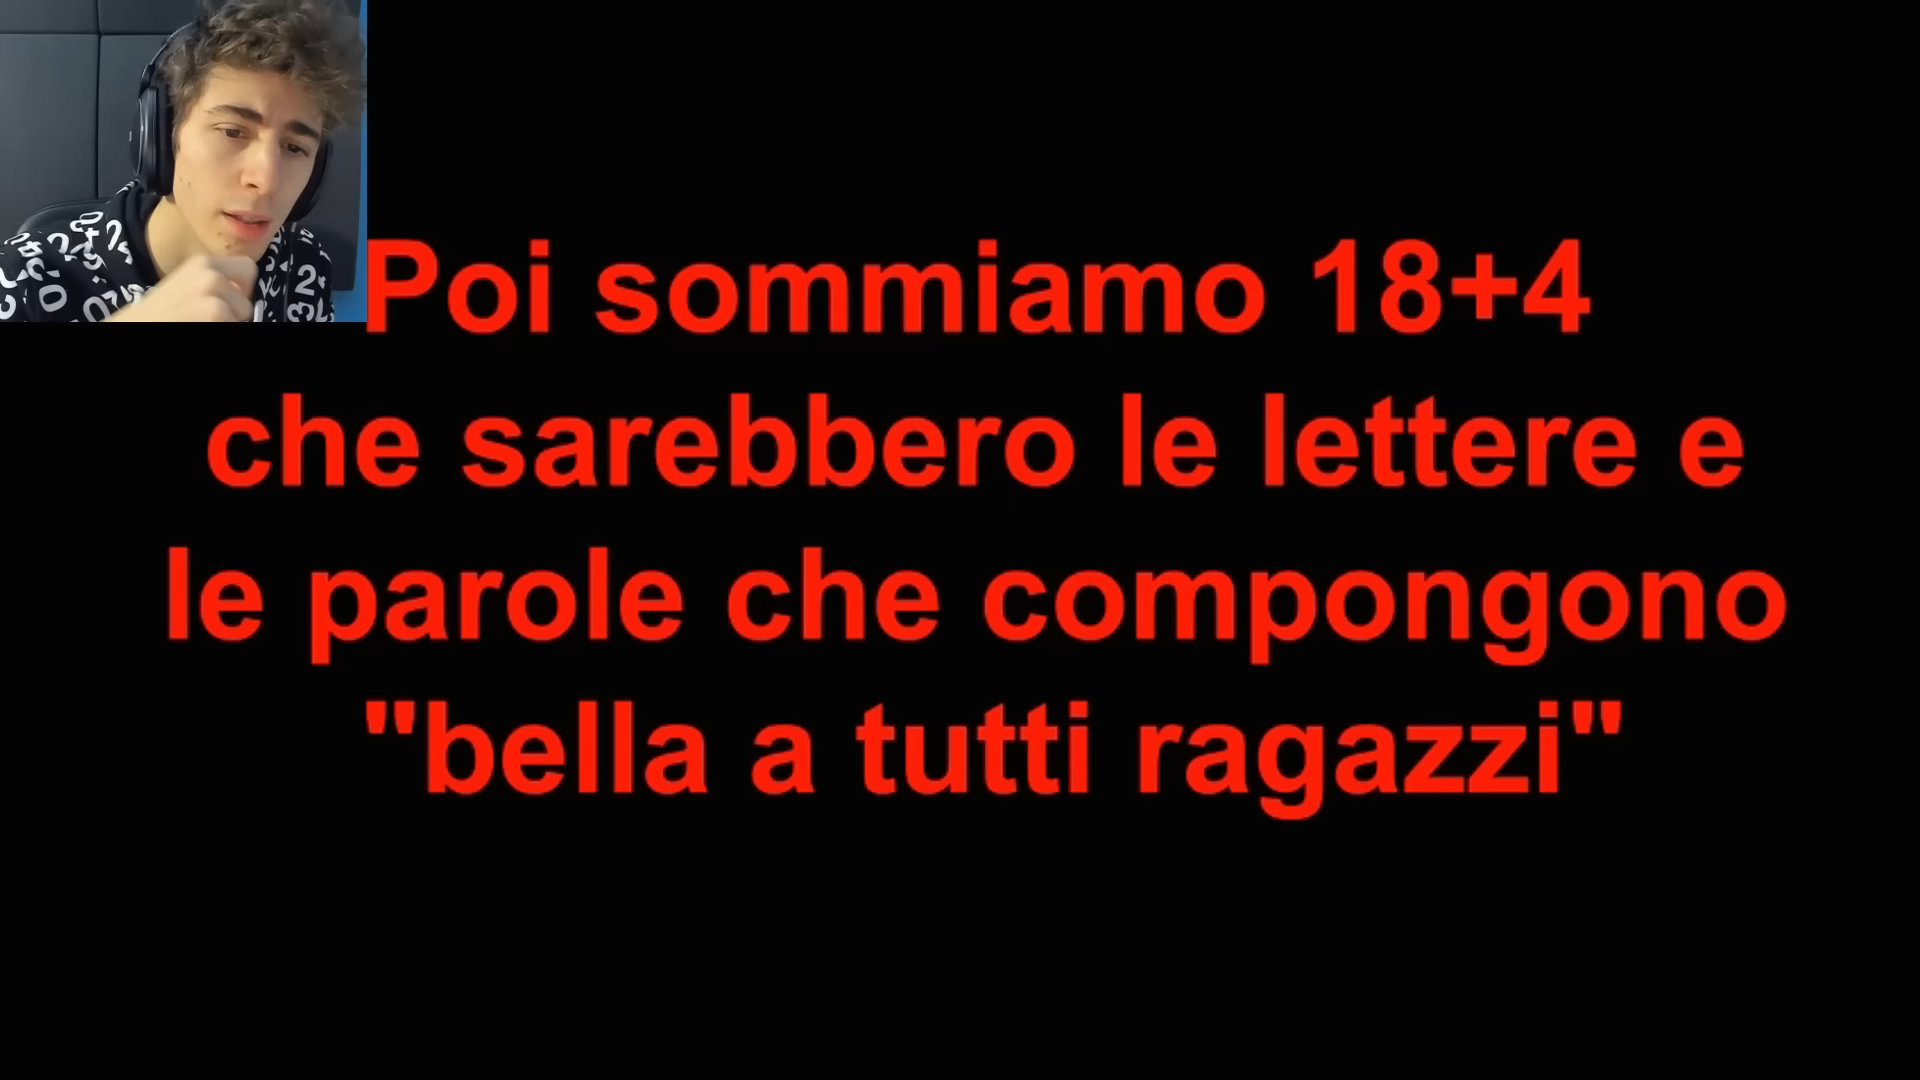 Poi sommiamo 18+4
che sarebbero le lettere e
le parole che compongono
"bella a tutti ragazzi"